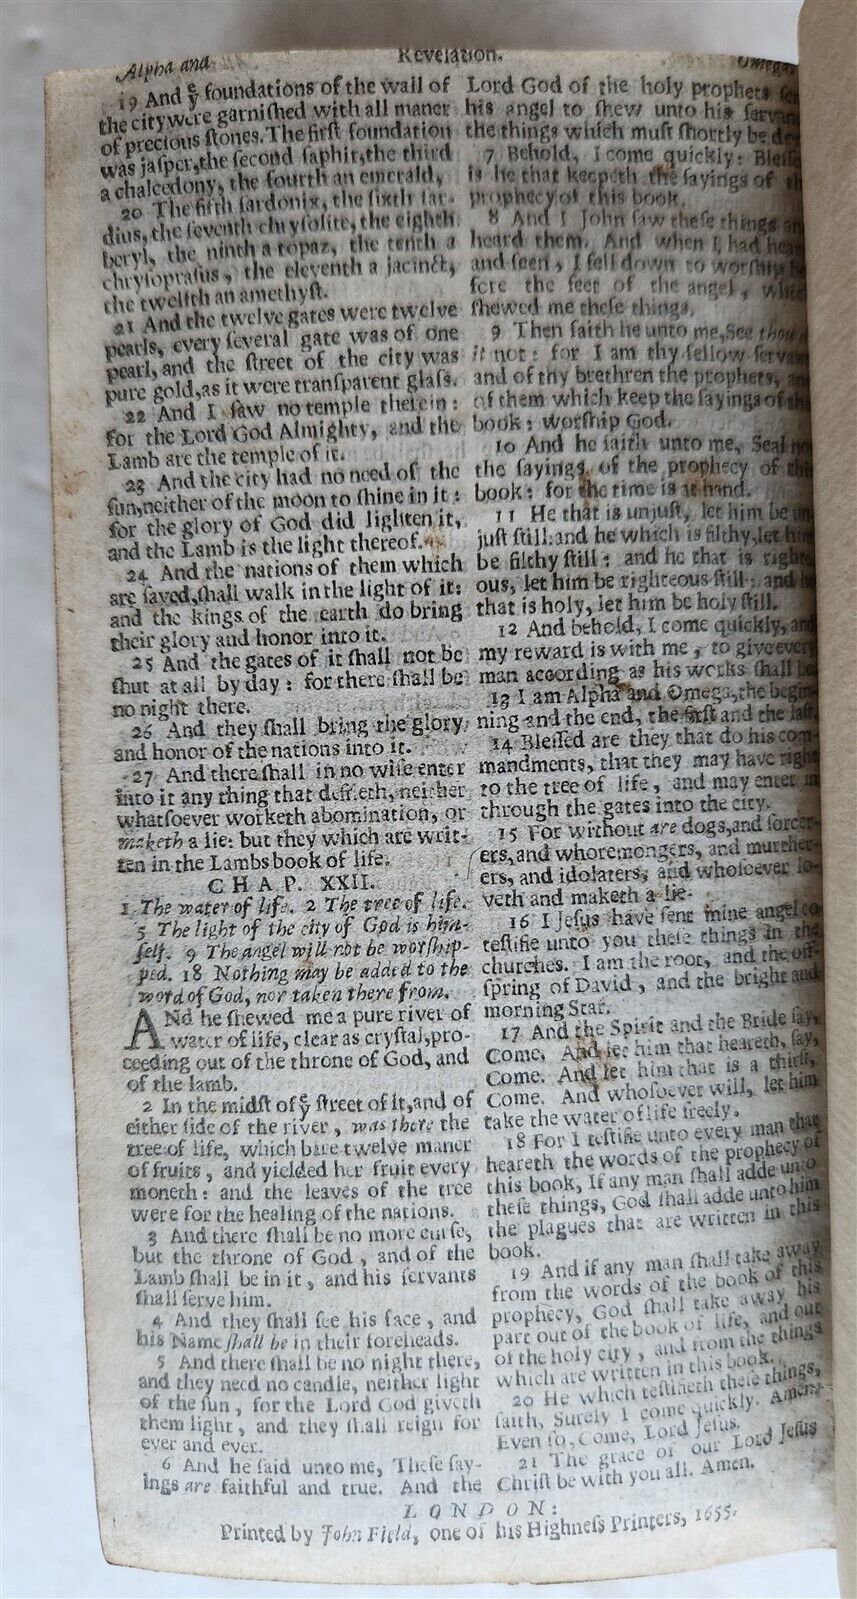 Alpha and Revelation. Omega.
19 And yͤ foundations of the wall of
the city were garniſhed with all maner
of precious ſtones. The firſt foundation
was jaſper, the ſecond ſaphir, the third
a chalcedony, the fourth an emerald,
20 The fifth ſardonix, the ſixth ſar-
dius, the ſeventh chryſolite, the eighth
beryl, the ninth a topaz, the tenth a
chryſopraſus, the eleventh a jacinct,
the twelfth an amethyſt.
21 And the twelve gates were twelve
pearls, every ſeveral gate was of one
pearl, and the ſtreet of the city was
pure gold, as it were tranſparent glaſs.
22 And I ſaw no temple therein:
for the Lord God Almighty, and the
Lamb are the temple of it.
23 And the city had no need of the
ſun, neither of the moon to ſhine in it:
for the glory of God did lighten it,
and the Lamb is the light thereof.
24 And the nations of them which
are ſaved, ſhall walk in the light of it:
and the kings of the earth do bring
their glory and honor into it.
25 And the gates of it ſhall not be
ſhut at all by day: for there ſhall be
no night there.
26 And they ſhall bring the glory
and honor of the nations into it.
27 And there ſhall in no wiſe enter
into it any thing that defileth, neither
whatſoever worketh abomination, or
maketh a lie: but they which are writ-
ten in the Lambs book of life.
CHAP. XXII.
1 The water of life. 2 The tree of life.
5 The light of the city of God is him-
ſelf. 9 The angel will not be worſhip-
ped. 18 Nothing may be added to the
word of God, nor taken there from.
ANd he ſhewed me a pure river of
water of life, clear as cryſtal, pro-
ceeding out of the throne of God, and
of the lamb.
2 In the midſt of yͤ ſtreet of it, and of
either ſide of the river, was there the
tree of life, which bare twelve maner
of fruits, and yielded her fruit every
moneth: and the leaves of the tree
were for the healing of the nations.
3 And there ſhall be no more curſe,
but the throne of God, and of the
Lamb ſhall be in it, and his ſervants
ſhall ſerve him.
4 And they ſhall ſee his face, and
his Name ſhall be in their foreheads.
5 And there ſhall be no night there,
and they need no candle, neither light
of the ſun, for the Lord God giveth
them light, and they ſhall reign for
ever and ever.
6 And he ſaid unto me, Theſe ſay-
ings are faithful and true. And the
Lord God of the holy prophets ſen
his angel to ſhew unto his ſervan
the things which muſt ſhortly be do
7 Behold, I come quickly: Bleſſe
is he that keepeth the ſayings of th
prophecy of this book.
8 And I John ſaw theſe things an
heard them. And when I had hear
and ſeen, I fell down to worſhip be
fore the feet of the angel, whic
ſhewed me theſe things.
9 Then ſaith he unto me, See thou
it not: for I am thy fellow ſervan
and of thy brethren the prophets, an
of them which keep the ſayings of th
book: worſhip God.
10 And he ſaith unto me, Seal no
the ſayings of the prophecy of this
book: for the time is at hand.
11 He that is unjuſt, let him be un
juſt ſtill: and he which is filthy, let him
be filthy ſtill: and he that is righte
ous, let him be righteous ſtill: and he
that is holy, let him be holy ſtill.
12 And behold, I come quickly, and
my reward is with me, to give every
man according as his works ſhall be
13 I am Alpha and Omega, the begin-
ning and the end, the firſt and the laſt.
14 Bleſſed are they that do his com-
mandments, that they may have right
to the tree of life, and may enter in
through the gates into the city.
15 For without are dogs, and ſorcer-
ers, and whoremongers, and murther-
ers, and idolaters, and whoſoever lo-
veth and maketh a lie.
16 I Jeſus have ſent mine angel to
teſtifie unto you theſe things in the
churches. I am the root, and the off-
ſpring of David, and the bright and
morning Star.
17 And the Spirit and the Bride ſay,
Come. And let him that heareth, ſay,
Come. And let him that is a thirſt,
Come. And whoſoever will, let him
take the water of life freely.
18 For I teſtifie unto every man that
heareth the words of the prophecy of
this book, If any man ſhall adde unto
theſe things, God ſhall adde unto him
the plagues that are written in this
book.
19 And if any man ſhall take away
from the words of the book of this
prophecy, God ſhall take away his
part out of the book of life, and out
of the holy city, and from the things
which are written in this book.
20 He which teſtifieth theſe things,
ſaith, Surely I come quickly. Amen.
Even ſo, Come, Lord Jeſus.
21 The grace of our Lord Jeſus
Chriſt be with you all. Amen.
LONDON:
Printed by John Field, one of his Highneſs Printers, 1655.